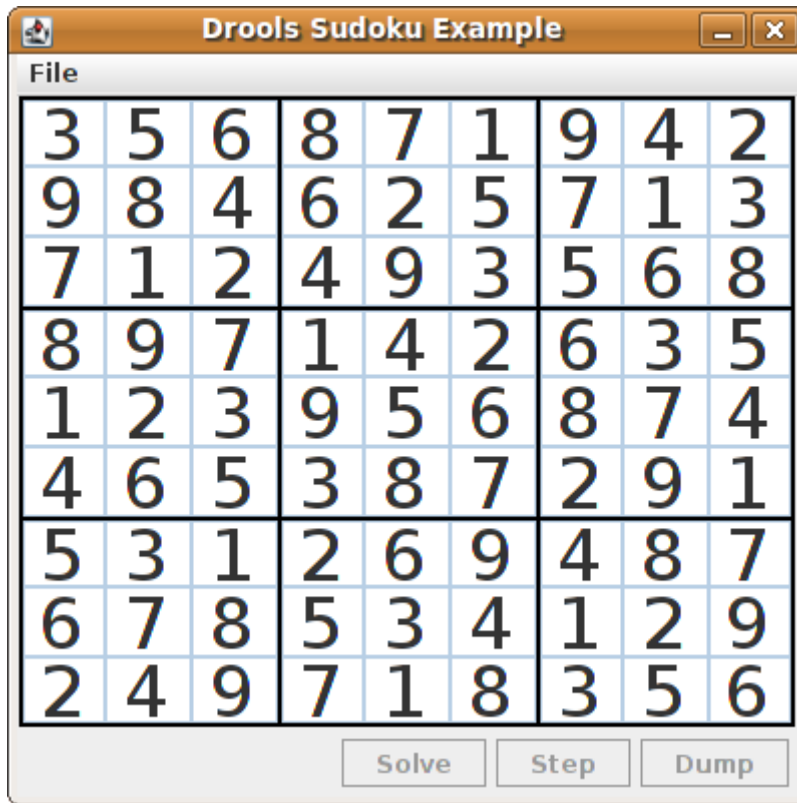 Drools Sudoku Example
File
3 5 6 8 7 1 9 4 2
9 8 4 6 2 5 7 1 3
7 1 2 4 9 3 5 6 8
8 9 7 1 4 2 6 3 5
1 2 3 9 5 6 8 7 4
4 6 5 3 8 7 2 9 1
5 3 1 2 6 9 4 8 7
6 7 8 5 3 4 1 2 9
2 4 9 7 1 8 3 5 6
Solve Step Dump